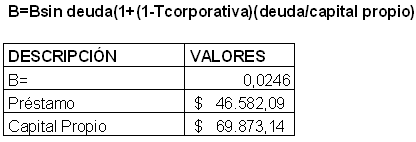 B=Bsin deuda(1+(1-Tcorporativa)(deuda/capital propio)
DESCRIPCIÓN VALORES
B= 0,0246
Préstamo $ 46.582,09
Capital Propio $ 69.873,14